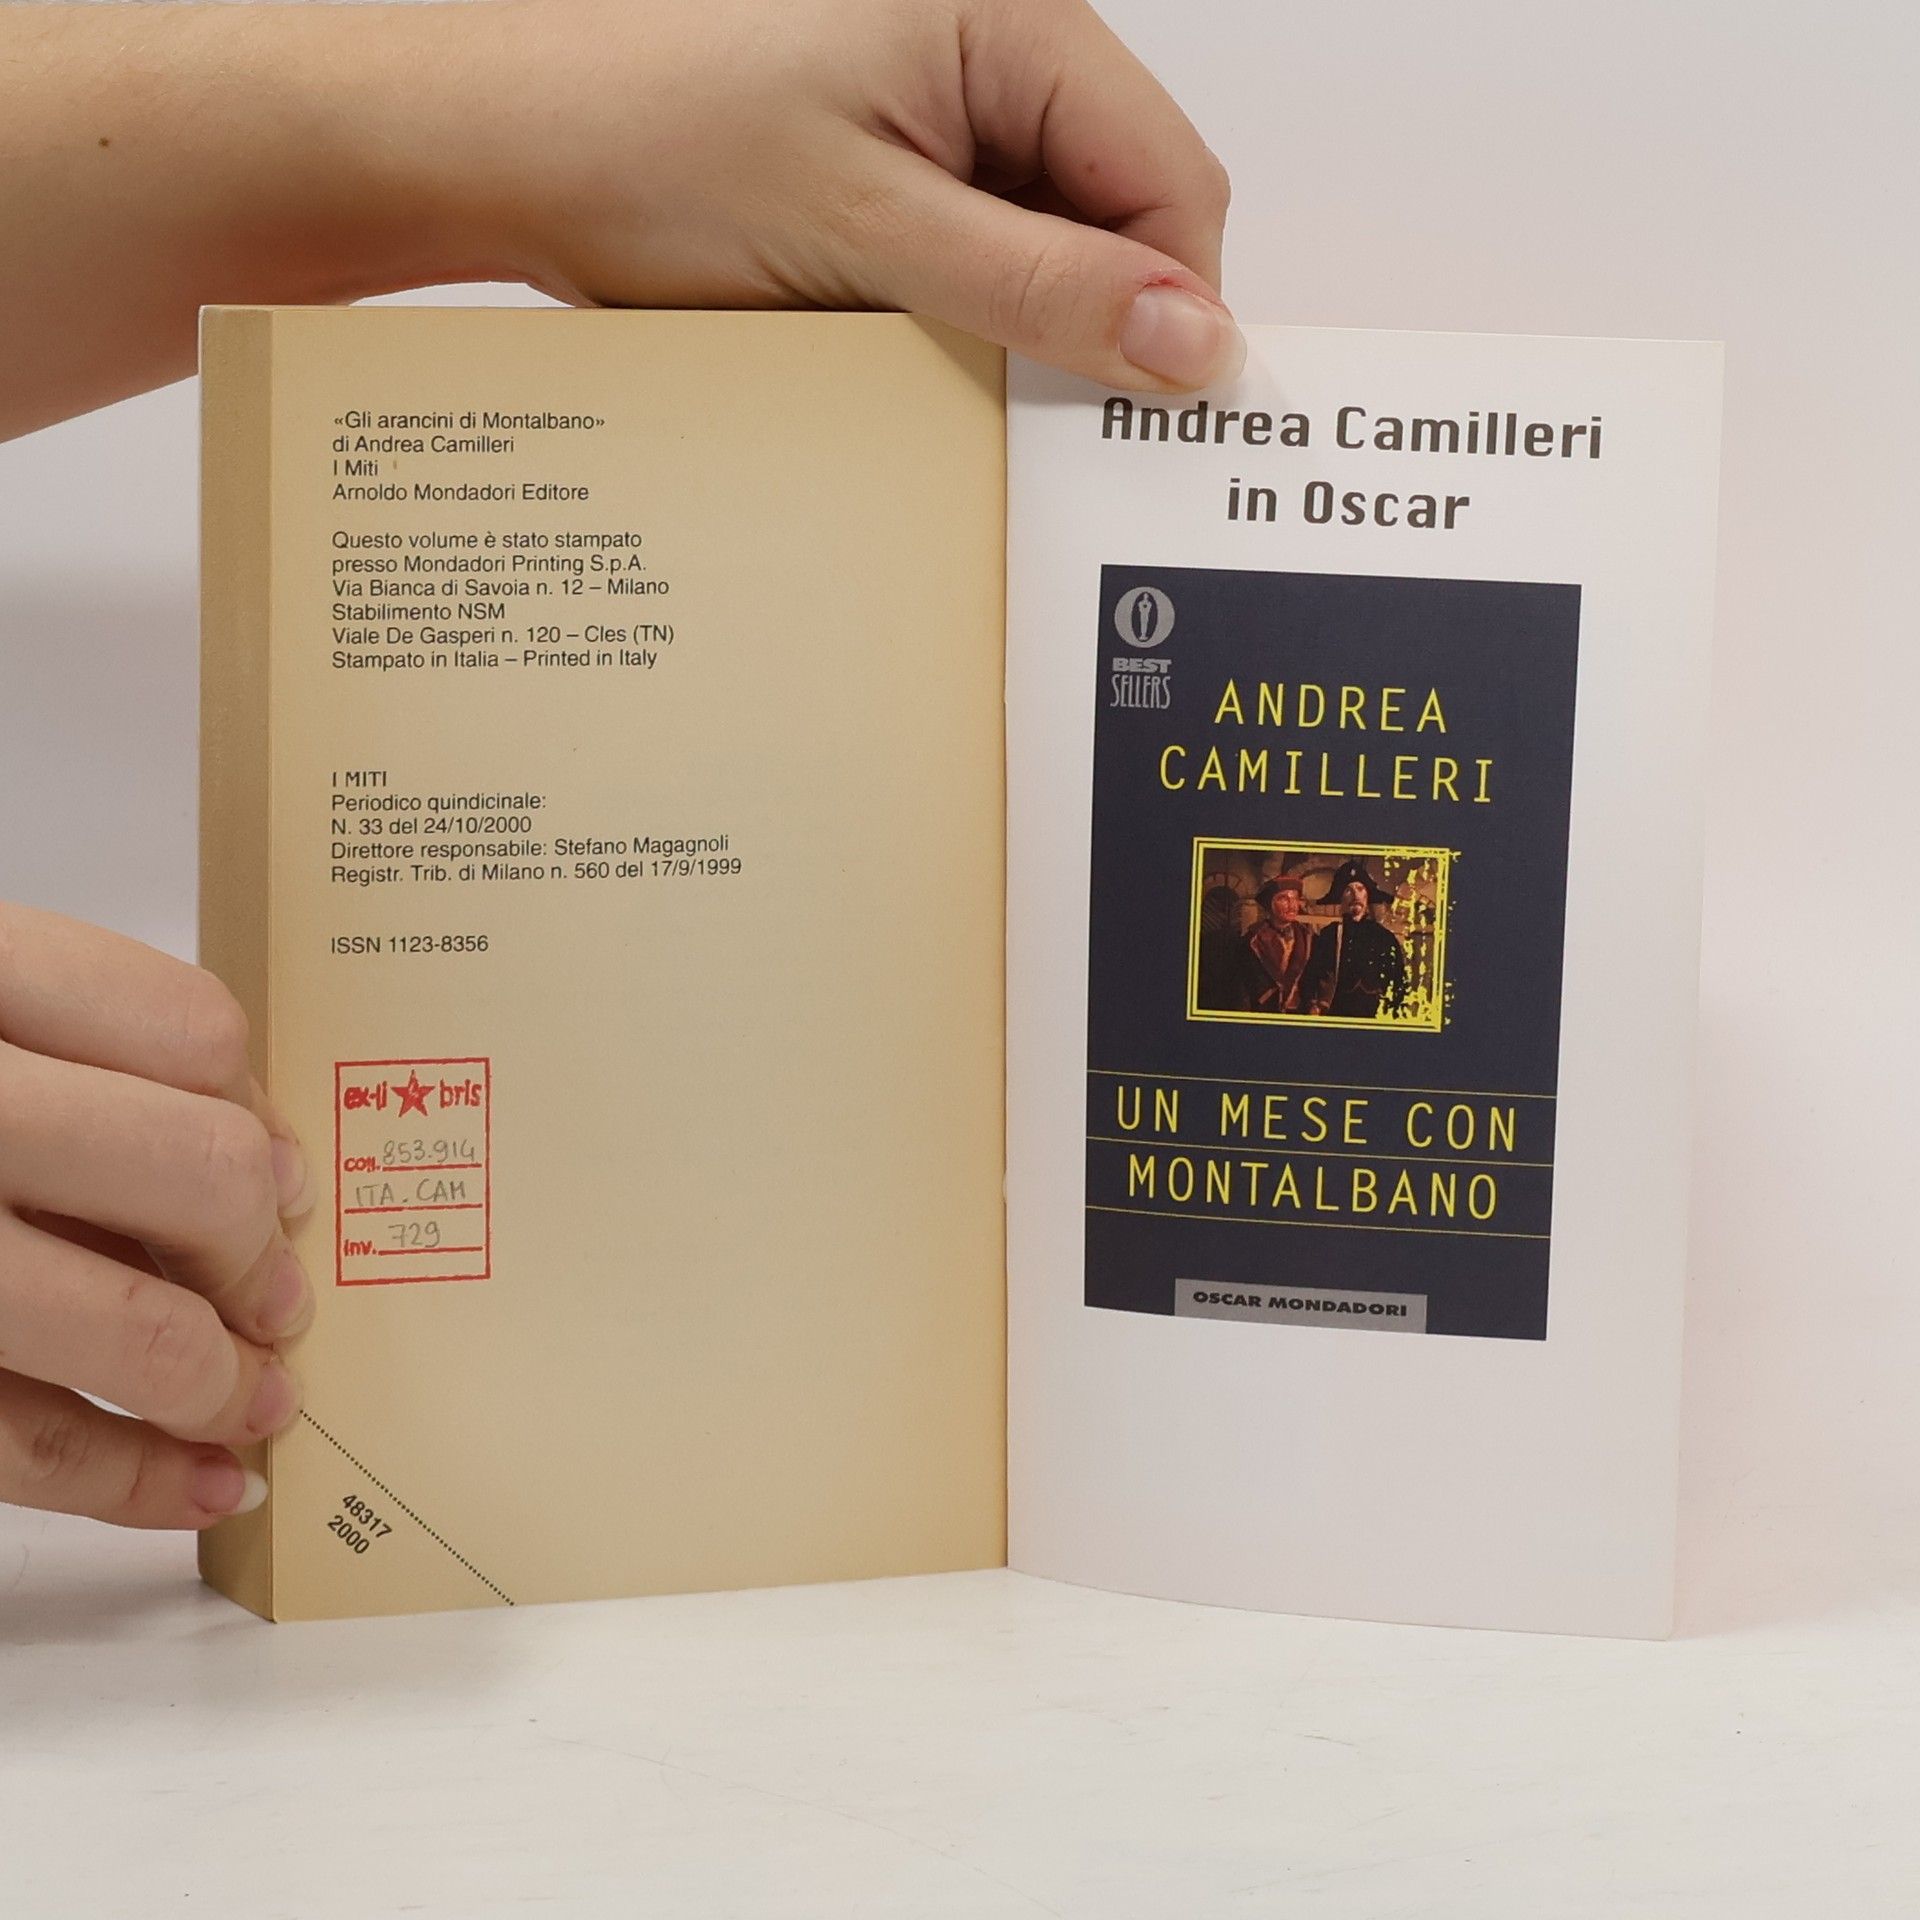 «Gli arancini di Montalbano»
di Andrea Camilleri
I Miti
Arnoldo Mondadori Editore
Questo volume è stato stampato
presso Mondadori Printing S.p.A.
Via Bianca di Savoia n. 12 – Milano
Stabilimento NSM
Viale De Gasperi n. 120 – Cles (TN)
Stampato in Italia – Printed in Italy
I MITI
Periodico quindicinale:
N. 33 del 24/10/2000
Direttore responsabile: Stefano Magagnoli
Registr. Trib. di Milano n. 560 del 17/9/1999
ISSN 1123-8356
ex-li bris
coll. 853.914
ITA. CAM
inv. 729
48317
2000
Andrea Camilleri
in Oscar
BEST
SELLERS
ANDREA
CAMILLERI
UN MESE CON
MONTALBANO
OSCAR MONDADORI